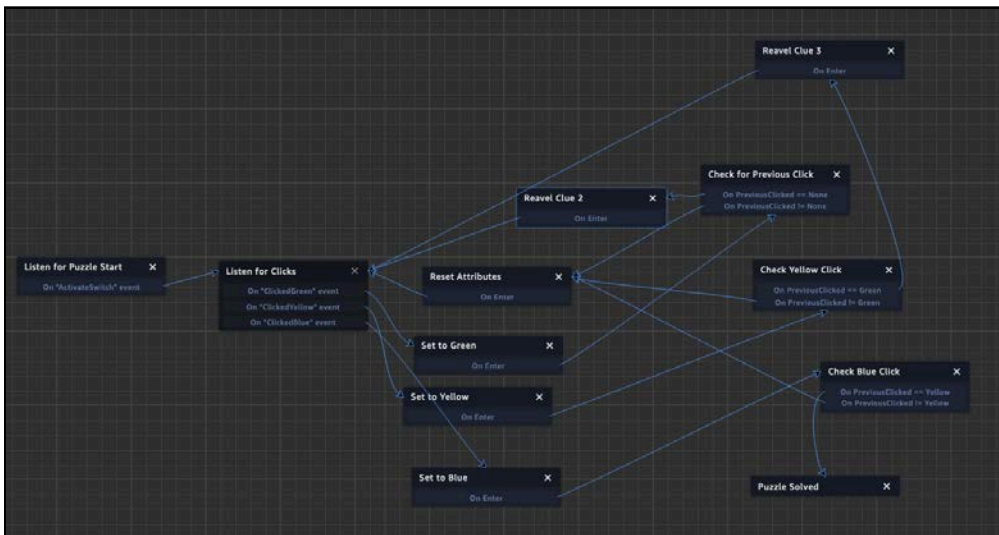 Reavel Clue 3
On Enter
Check for Previous Click
On PreviousClicked == None
On PreviousClicked != None
Reavel Clue 2
On Enter
Listen for Puzzle Start
On "ActivateSwitch" event
Listen for Clicks
On "ClickedGreen" event
On "ClickedYellow" event
On "ClickedBlue" event
Reset Attributes
On Enter
Check Yellow Click
On PreviousClicked == Green
On PreviousClicked != Green
Set to Green
On Enter
Set to Yellow
On Enter
Check Blue Click
On PreviousClicked == Yellow
On PreviousClicked != Yellow
Set to Blue
On Enter
Puzzle Solved